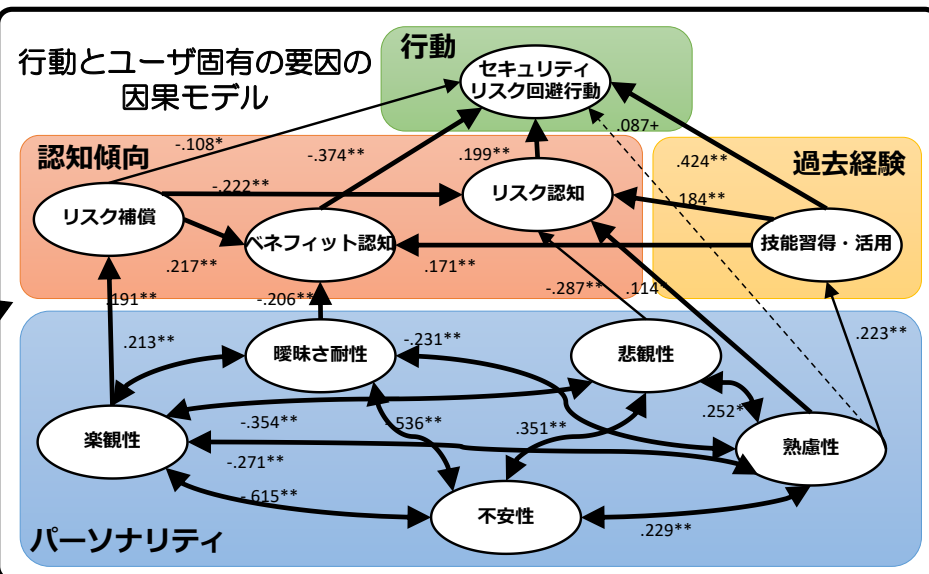 行動とユーザ固有の要因の
因果モデル
行動
セキュリティ
リスク回避行動
-.108*
-.374**
.199**
.087+
.424**
認知傾向
過去経験
リスク補償
-.222**
リスク認知
.184**
ベネフィット認知
技能習得・活用
.217**
.171**
.191**
-.206**
-.287**
.114*
.223**
.213**
曖昧さ耐性
-.231**
悲観性
楽観性
-.354**
-.536**
.351**
.252*
熟慮性
-.271**
-.615**
不安性
.229**
パーソナリティ